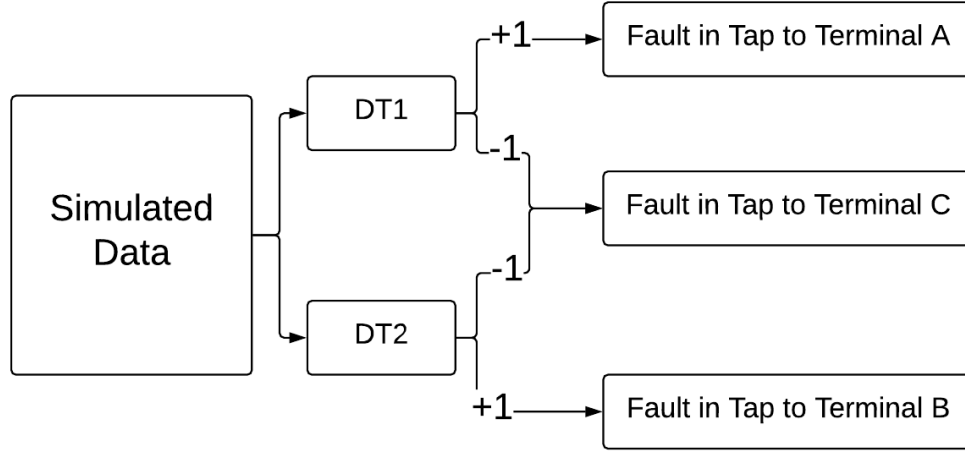 Simulated
Data
DT1
DT2
+1
-1
-1
+1
Fault in Tap to Terminal A
Fault in Tap to Terminal C
Fault in Tap to Terminal B